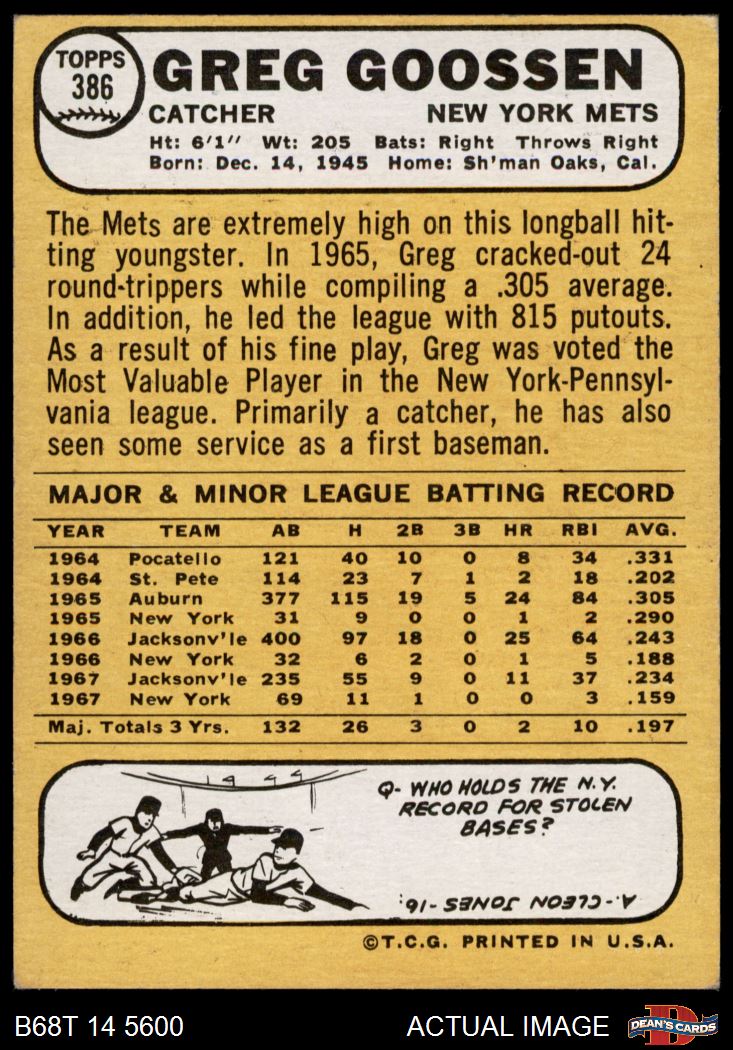 TOPPS
386
GREG GOOSSEN
CATCHER NEW YORK METS
Ht: 6'1" Wt: 205 Bats: Right Throws Right
Born: Dec. 14, 1945 Home: Sh'man Oaks, Cal.
The Mets are extremely high on this longball hit-
ting youngster. In 1965, Greg cracked-out 24
round-trippers while compiling a .305 average.
In addition, he led the league with 815 putouts.
As a result of his fine play, Greg was voted the
Most Valuable Player in the New York-Pennsyl-
vania league. Primarily a catcher, he has also
seen some service as a first baseman.
MAJOR & MINOR LEAGUE BATTING RECORD
YEAR TEAM AB H 2B 3B HR RBI AVG.
1964 Pocatello 121 40 10 0 8 34 .331
1964 St. Pete 114 23 7 1 2 18 .202
1965 Auburn 377 115 19 5 24 84 .305
1965 New York 31 9 0 0 1 2 .290
1966 Jacksonv'le 400 97 18 0 25 64 .243
1966 New York 32 6 2 0 1 5 .188
1967 Jacksonv'le 235 55 9 0 11 37 .234
1967 New York 69 11 1 0 0 3 .159
Maj. Totals 3 Yrs. 132 26 3 0 2 10 .197
Q- WHO HOLDS THE N.Y.
RECORD FOR STOLEN
BASES?
A.-CLEON JONES-16.
©T.C.G. PRINTED IN U.S.A.
B68T 14 5600 ACTUAL IMAGE
D
DEAN'S CARDS